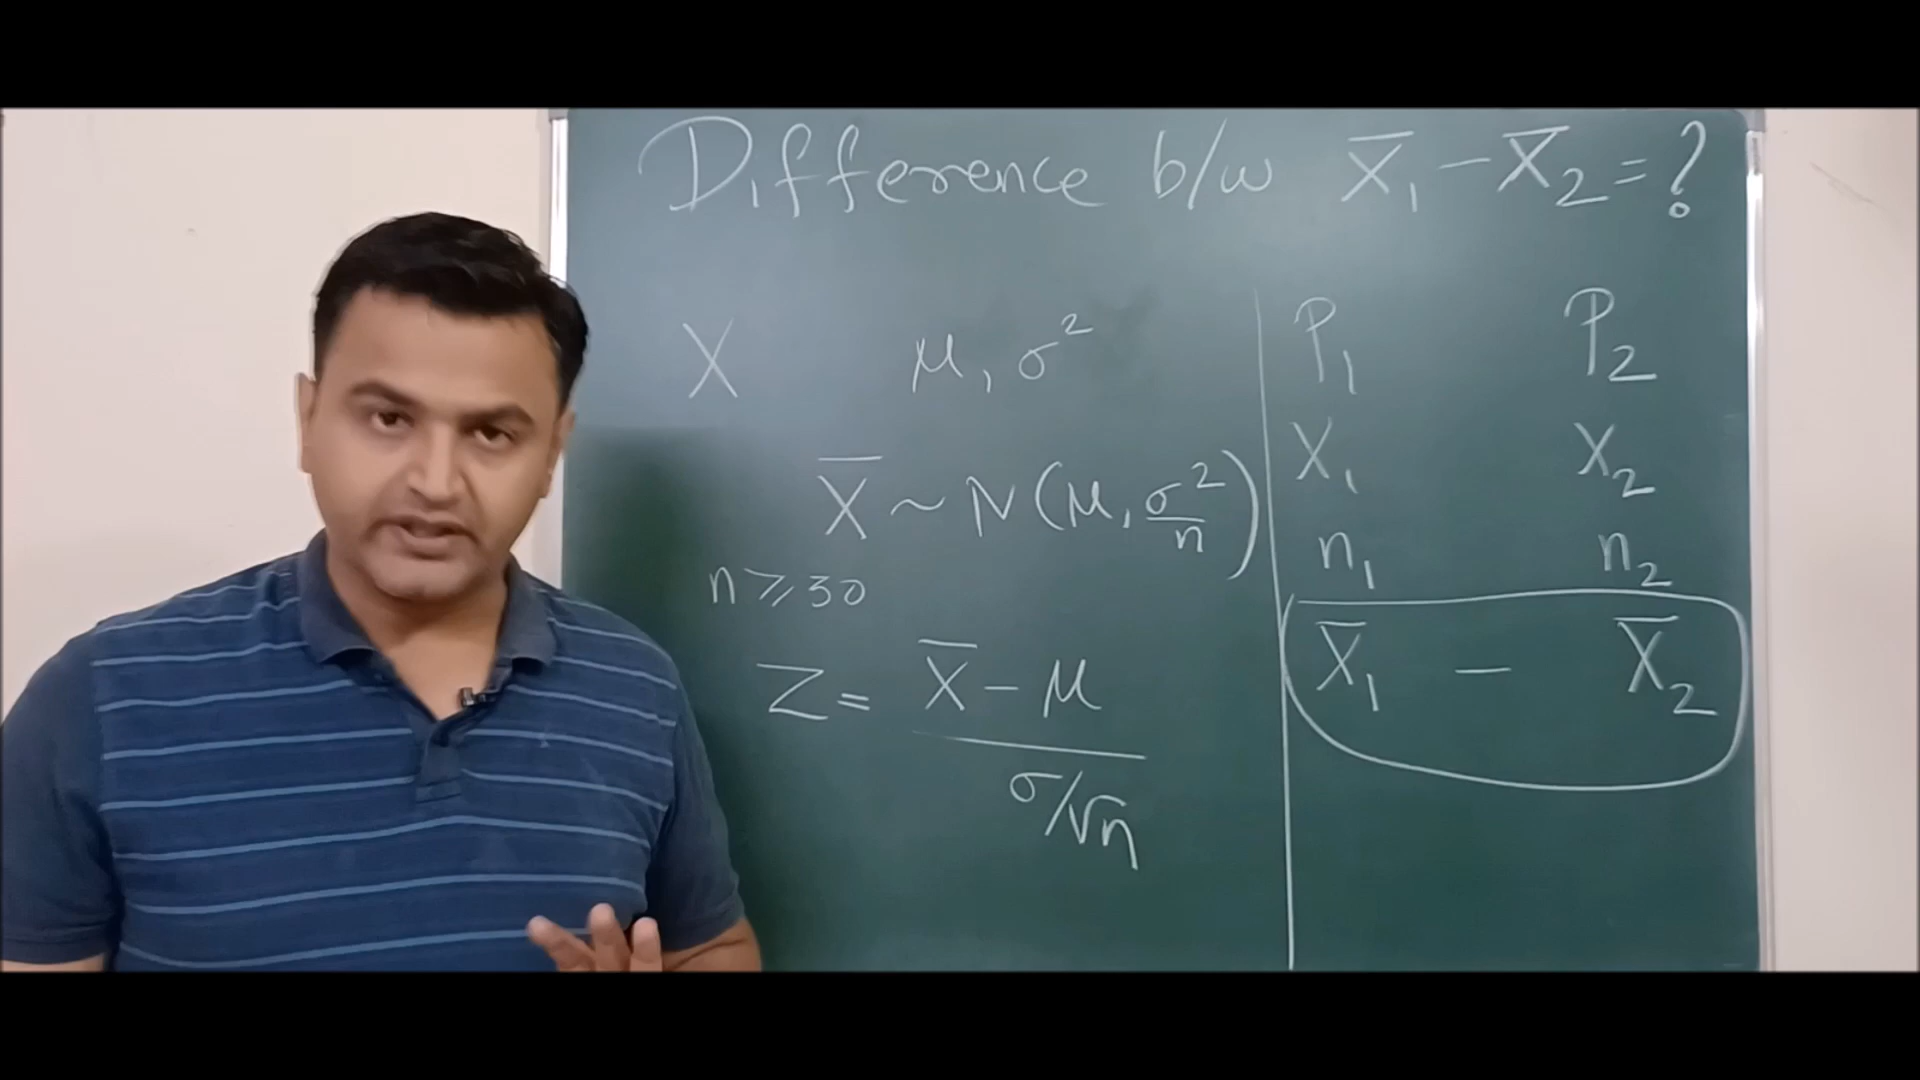 Difference b/w X̄₁ − X̄₂ = ?
X μ, σ²
X̄ ~ N(μ, σ²/n)
n ⩾ 30
Z = (X̄ − μ)/(σ/√n)
P₁ P₂
X₁ X₂
n₁ n₂
X̄₁ − X̄₂